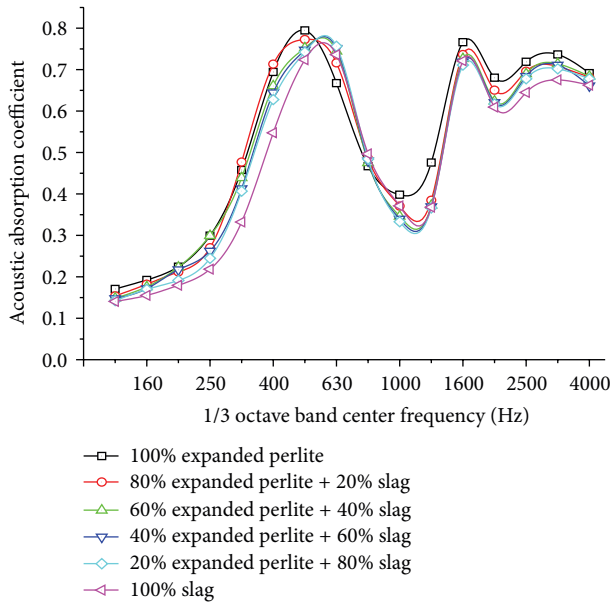 0.8
0.7
0.6
0.5
0.4
0.3
0.2
0.1
0.0
Acoustic absorption coefficient
160 250 400 630 1000 1600 2500 4000
1/3 octave band center frequency (Hz)
100% expanded perlite
80% expanded perlite + 20% slag
60% expanded perlite + 40% slag
40% expanded perlite + 60% slag
20% expanded perlite + 80% slag
100% slag